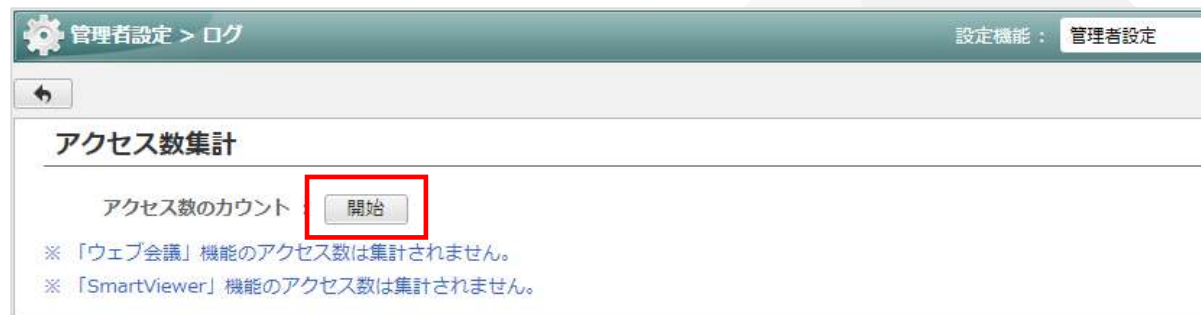 管理者設定 > ログ
設定機能： 管理者設定
アクセス数集計
アクセス数のカウント： 開始
※ 「ウェブ会議」機能のアクセス数は集計されません。
※ 「SmartViewer」機能のアクセス数は集計されません。